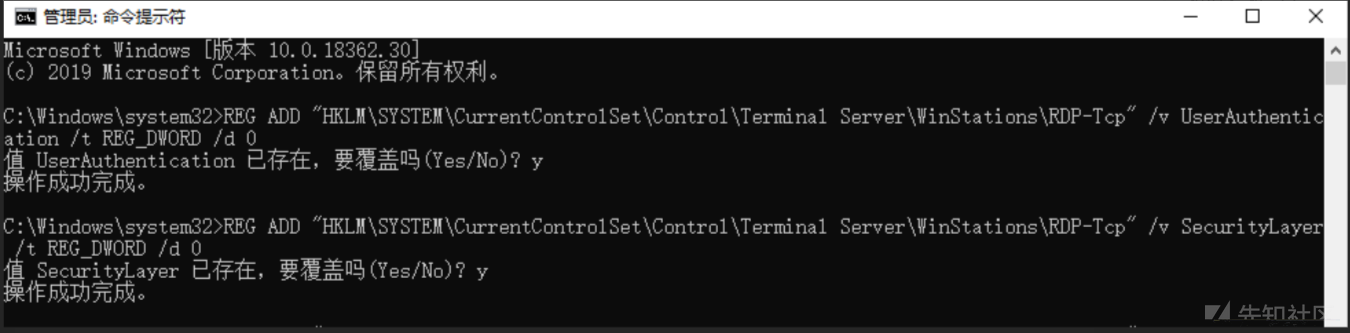 管理员: 命令提示符
Microsoft Windows [版本 10.0.18362.30]
(c) 2019 Microsoft Corporation。保留所有权利。
C:\Windows\system32>REG ADD "HKLM\SYSTEM\CurrentControlSet\Control\Terminal Server\WinStations\RDP-Tcp" /v UserAuthentic
ation /t REG_DWORD /d 0
值 UserAuthentication 已存在，要覆盖吗(Yes/No)? y
操作成功完成。
C:\Windows\system32>REG ADD "HKLM\SYSTEM\CurrentControlSet\Control\Terminal Server\WinStations\RDP-Tcp" /v SecurityLayer
 /t REG_DWORD /d 0
值 SecurityLayer 已存在，要覆盖吗(Yes/No)? y
操作成功完成。
先知社区